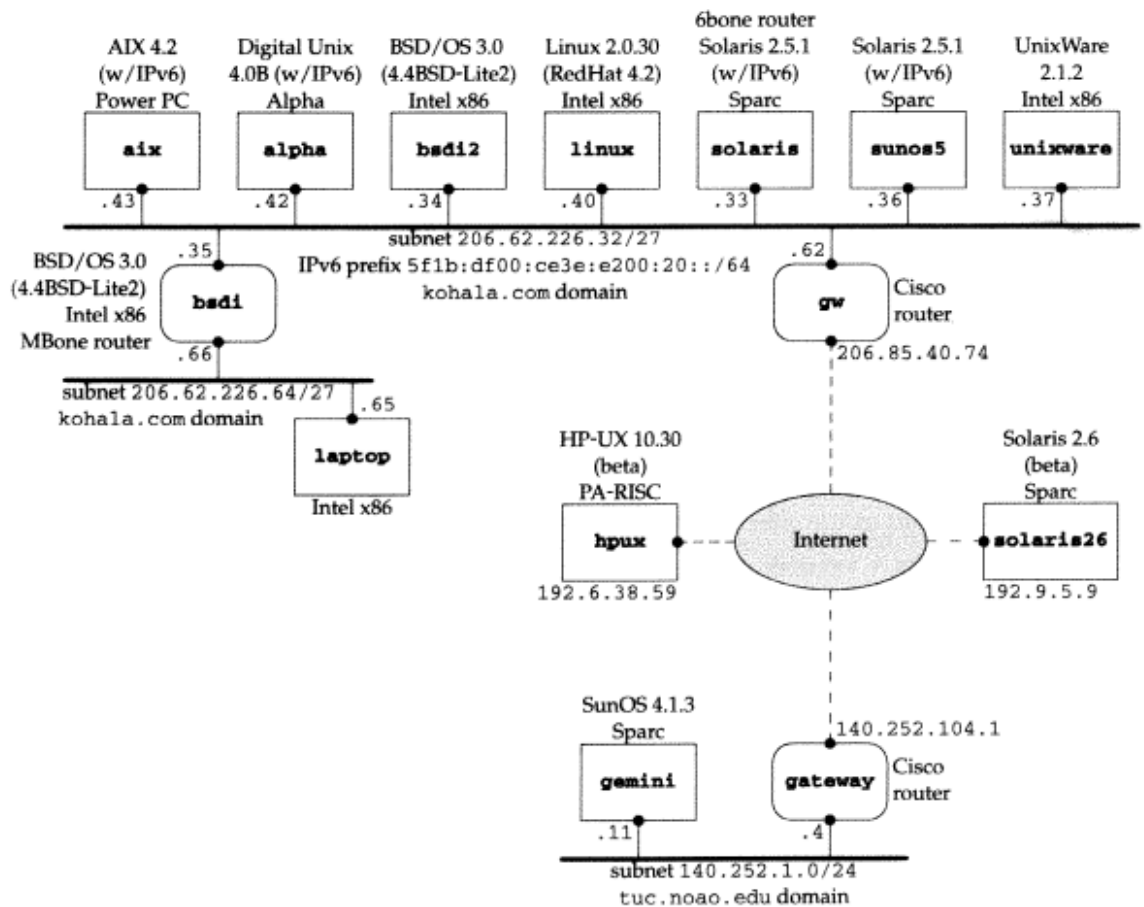 6bone router
AIX 4.2
(w/IPv6)
Power PC
aix
.43
Digital Unix
4.0B (w/IPv6)
Alpha
alpha
.42
BSD/OS 3.0
(4.4BSD-Lite2)
Intel x86
bsdi2
.34
Linux 2.0.30
(RedHat 4.2)
Intel x86
linux
.40
Solaris 2.5.1
(w/IPv6)
Sparc
solaris
.33
Solaris 2.5.1
(w/IPv6)
Sparc
sunos5
.36
UnixWare
2.1.2
Intel x86
unixware
.37
subnet 206.62.226.32/27
IPv6 prefix 5f1b:df00:ce3e:e200:20::/64
kohala.com domain
.35
BSD/OS 3.0
(4.4BSD-Lite2)
Intel x86
MBone router
bsdi
.66
.62
gw
Cisco
router
206.85.40.74
subnet 206.62.226.64/27
kohala.com domain
.65
laptop
Intel x86
HP-UX 10.30
(beta)
PA-RISC
hpux
192.6.38.59
Internet
Solaris 2.6
(beta)
Sparc
solaris26
192.9.5.9
SunOS 4.1.3
Sparc
gemini
.11
140.252.104.1
gateway
Cisco
router
.4
subnet 140.252.1.0/24
tuc.noao.edu domain